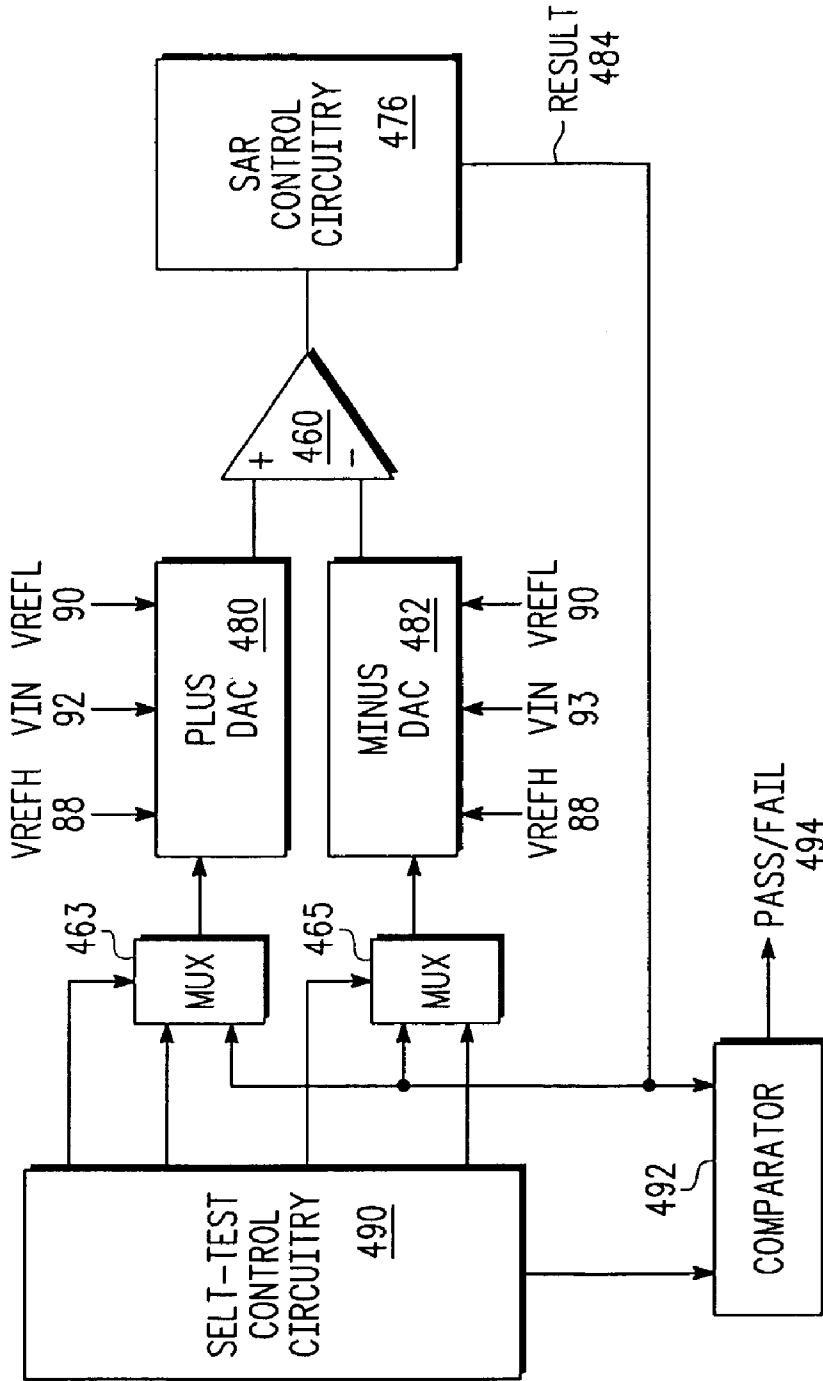 SELT-TEST
CONTROL
CIRCUITRY
490
463
MUX
465
MUX
VREFH
88
VIN
92
VREFL
90
PLUS
DAC
480
MINUS
DAC
482
VREFH
88
VIN
93
VREFL
90
+
460
−
SAR
CONTROL
CIRCUITRY
476
RESULT
484
492
COMPARATOR
PASS/FAIL
494